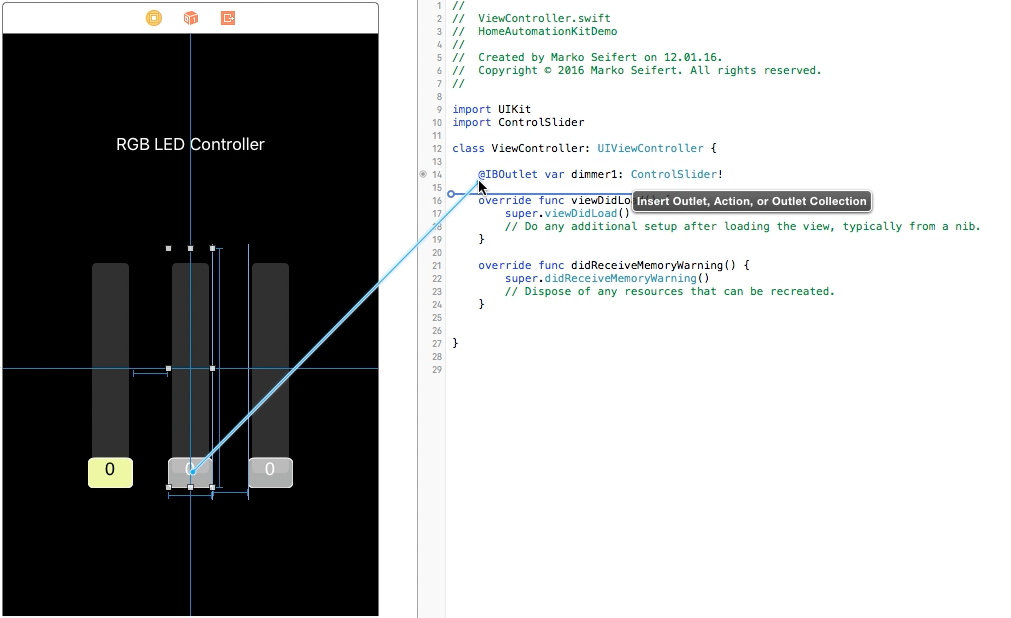 RGB LED Controller
0
0
0
1 //
2 // ViewController.swift
3 // HomeAutomationKitDemo
4 //
5 // Created by Marko Seifert on 12.01.16.
6 // Copyright © 2016 Marko Seifert. All rights reserved.
7 //
8
9 import UIKit
10 import ControlSlider
11
12 class ViewController: UIViewController {
13
14 @IBOutlet var dimmer1: ControlSlider!
15
Insert Outlet, Action, or Outlet Collection
16 override func viewDidLo
17 super.viewDidLoad()
18 // Do any additional setup after loading the view, typically from a nib.
19 }
20
21 override func didReceiveMemoryWarning() {
22 super.didReceiveMemoryWarning()
23 // Dispose of any resources that can be recreated.
24 }
25
26
27 }
28
29